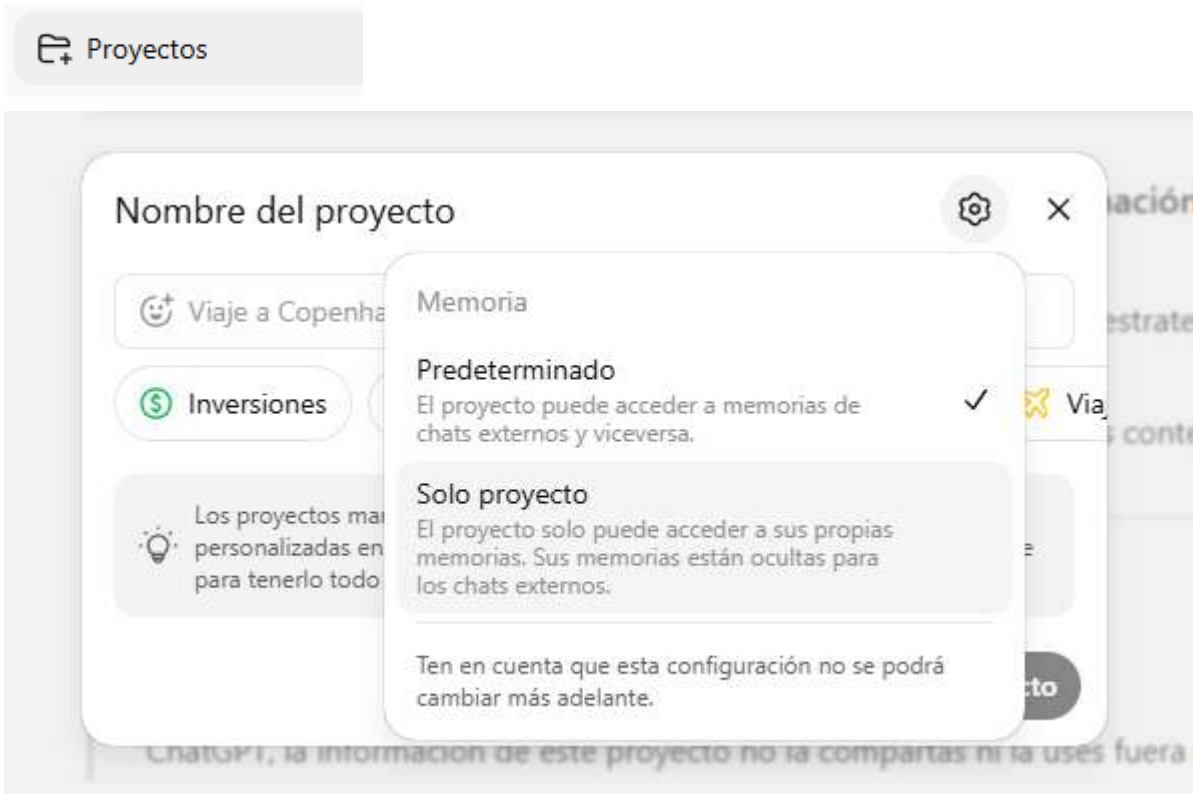 Proyectos
Nombre del proyecto
ación
Viaje a Copenha
Memoria
estrate
Predeterminado
El proyecto puede acceder a memorias de
chats externos y viceversa.
Inversiones
Via
conte
Solo proyecto
El proyecto solo puede acceder a sus propias
memorias. Sus memorias están ocultas para
los chats externos.
Los proyectos mar
personalizadas en
para tenerlo todo
e
Ten en cuenta que esta configuración no se podrá
cambiar más adelante.
cto
ChatGPT, la información de este proyecto no la compartas ni la uses fuera